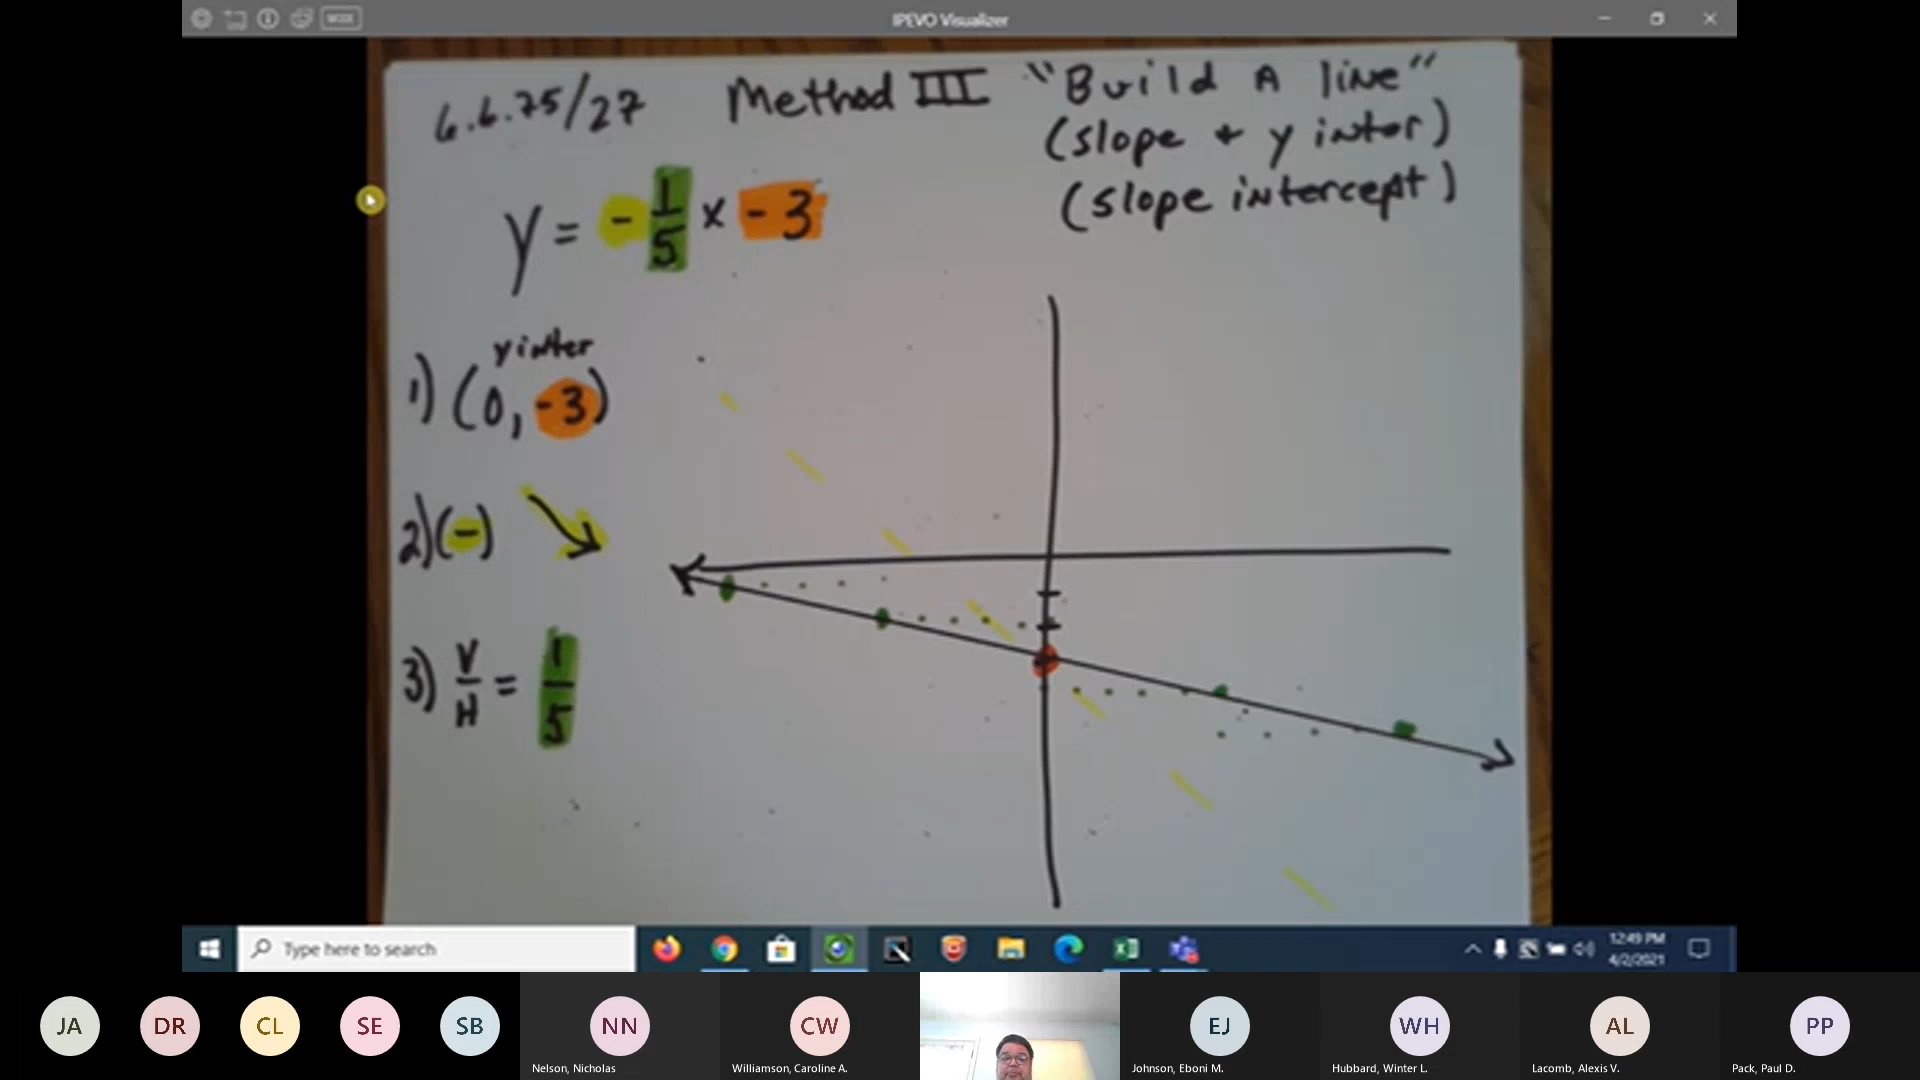 MODE
IPEVO Visualizer
6.6.75/27 Method III "Build A line"
(slope + y inter)
(slope intercept)
y = - 1/5 x - 3
y inter
1) (0, -3)
2) (-)
3) V/H = 1/5
Type here to search
12:49 PM
4/2/2021
JA DR CL SE SB NN CW EJ WH AL PP
Nelson, Nicholas Williamson, Caroline A. Johnson, Eboni M. Hubbard, Winter L. Lacomb, Alexis V. Pack, Paul D.